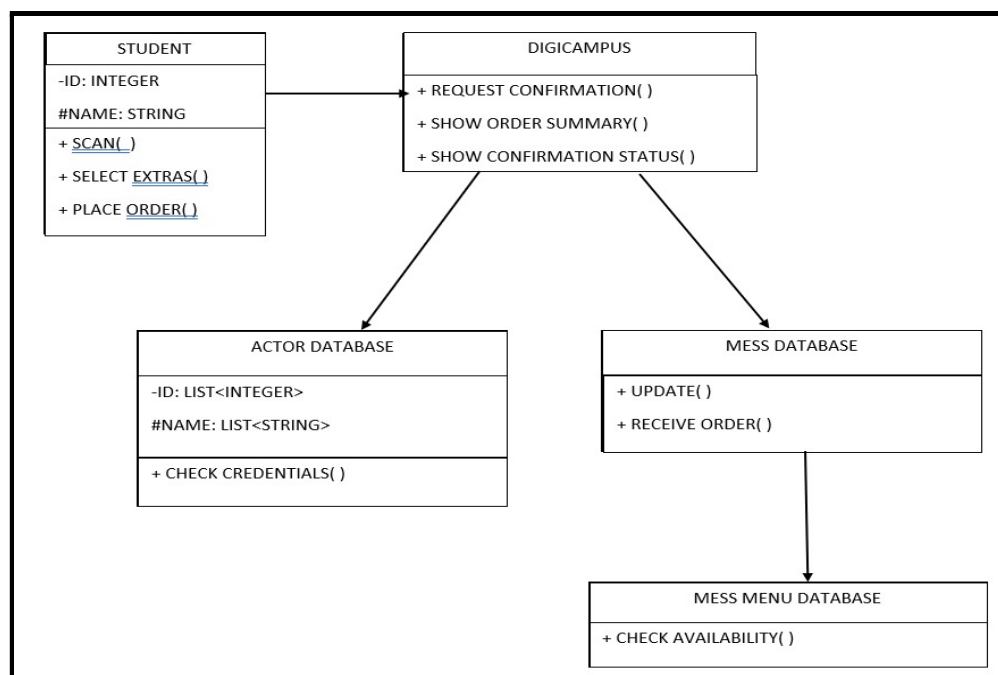 STUDENT
-ID: INTEGER
#NAME: STRING
+ SCAN( )
+ SELECT EXTRAS( )
+ PLACE ORDER( )
DIGICAMPUS
+ REQUEST CONFIRMATION( )
+ SHOW ORDER SUMMARY( )
+ SHOW CONFIRMATION STATUS( )
ACTOR DATABASE
-ID: LIST<INTEGER>
#NAME: LIST<STRING>
+ CHECK CREDENTIALS( )
MESS DATABASE
+ UPDATE( )
+ RECEIVE ORDER( )
MESS MENU DATABASE
+ CHECK AVAILABILITY( )